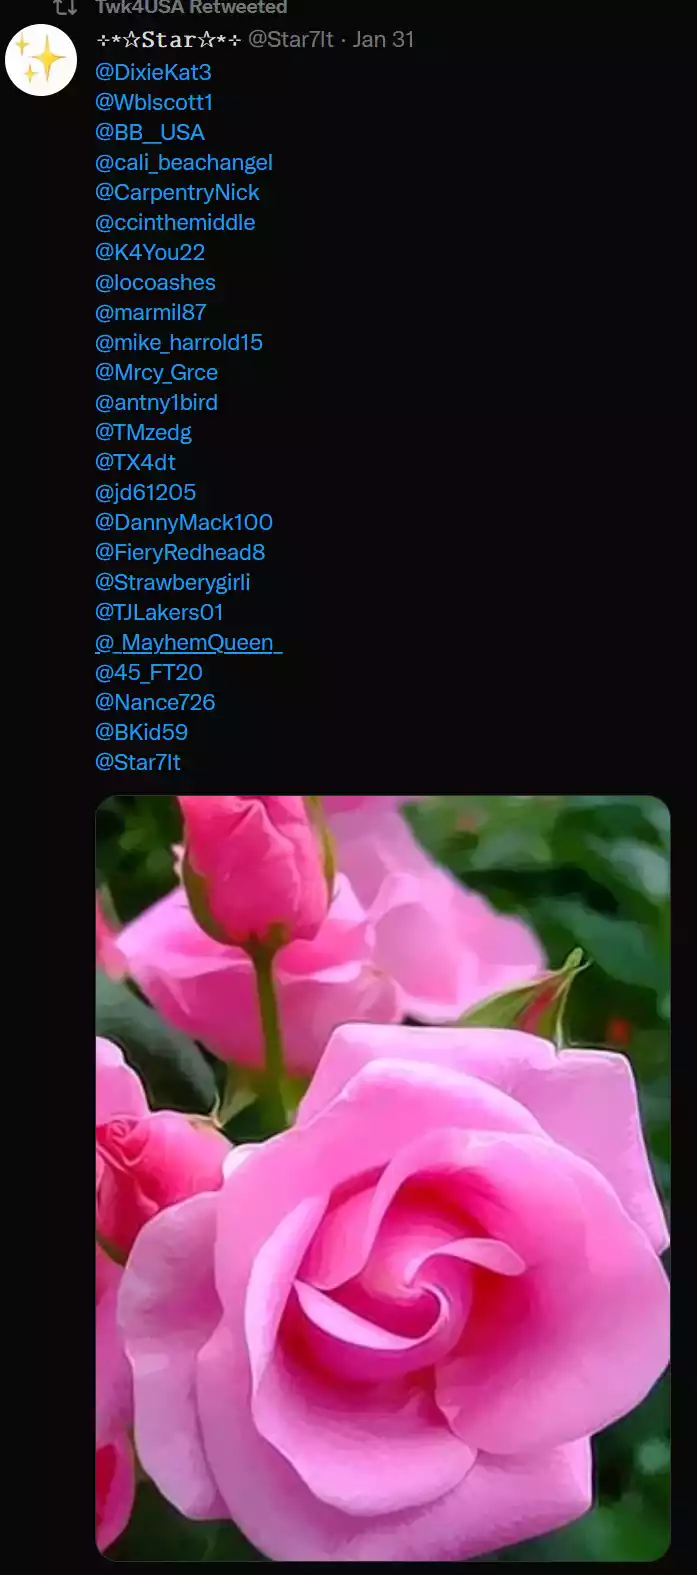 Twk4USA Retweeted
⊹*☆Star☆*⊹ @Star7lt · Jan 31
@DixieKat3
@Wblscott1
@BB__USA
@cali_beachangel
@CarpentryNick
@ccinthemiddle
@K4You22
@locoashes
@marmil87
@mike_harrold15
@Mrcy_Grce
@antny1bird
@TMzedg
@TX4dt
@jd61205
@DannyMack100
@FieryRedhead8
@Strawberygirli
@TJLakers01
@_MayhemQueen_
@45_FT20
@Nance726
@BKid59
@Star7lt